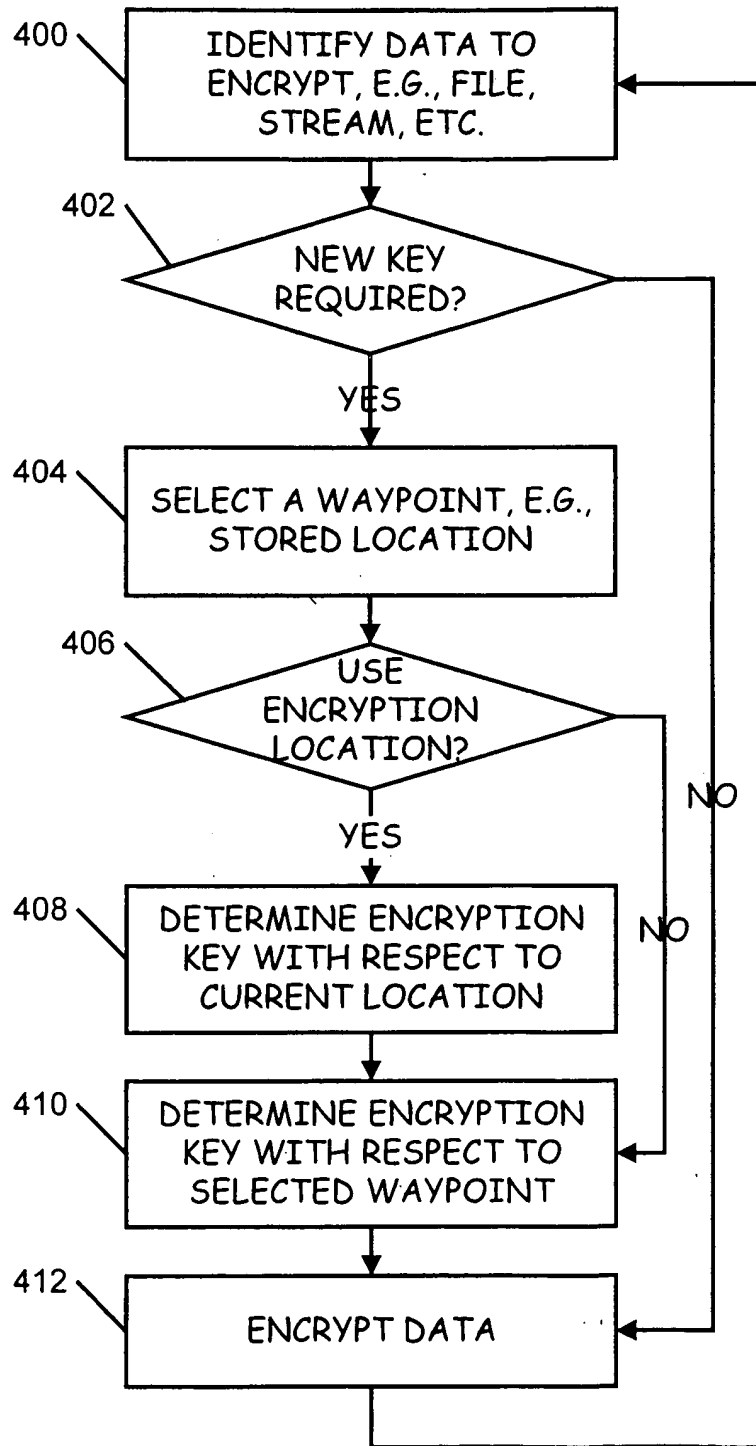 400
IDENTIFY DATA TO
ENCRYPT, E.G., FILE,
STREAM, ETC.
402
NEW KEY
REQUIRED?
YES
404
SELECT A WAYPOINT, E.G.,
STORED LOCATION
406
USE
ENCRYPTION
LOCATION?
NO
YES
408
DETERMINE ENCRYPTION
KEY WITH RESPECT TO
CURRENT LOCATION
NO
410
DETERMINE ENCRYPTION
KEY WITH RESPECT TO
SELECTED WAYPOINT
412
ENCRYPT DATA